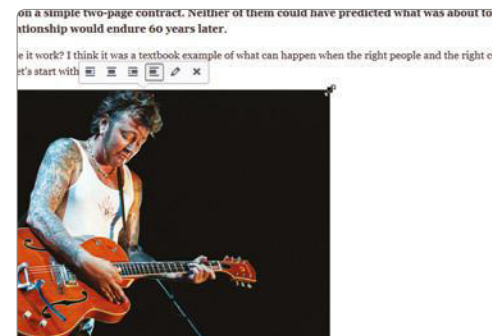 on a simple two-page contract. Neither of them could have predicted what was about to
ationship would endure 60 years later.
e it work? I think it was a textbook example of what can happen when the right people and the right c
et's start with